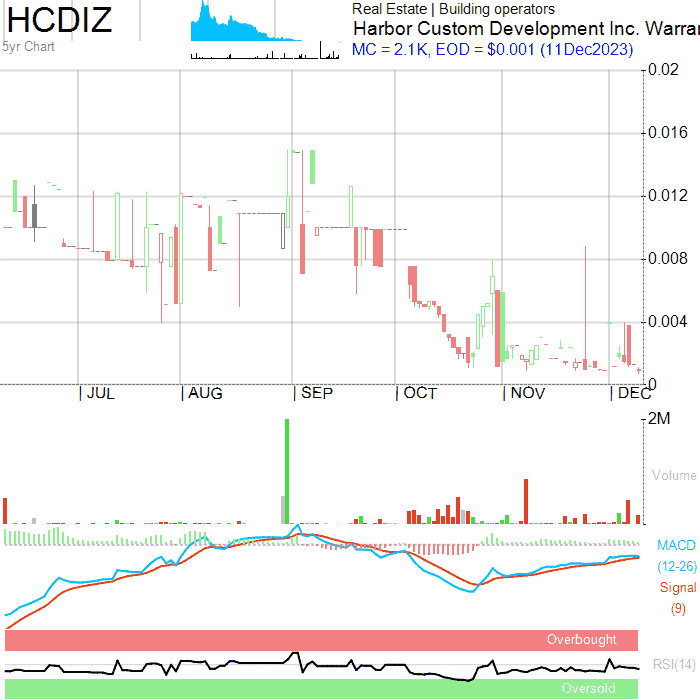 HCDIZ
5yr Chart
Real Estate | Building operators
Harbor Custom Development Inc. Warran
MC = 2.1K, EOD = $0.001 (11Dec2023)
0.02
0.016
0.012
0.008
0.004
0
| JUL | AUG | SEP | OCT | NOV | DEC
2M
Volume
MACD
(12-26)
Signal
(9)
Overbought
RSI(14)
Oversold